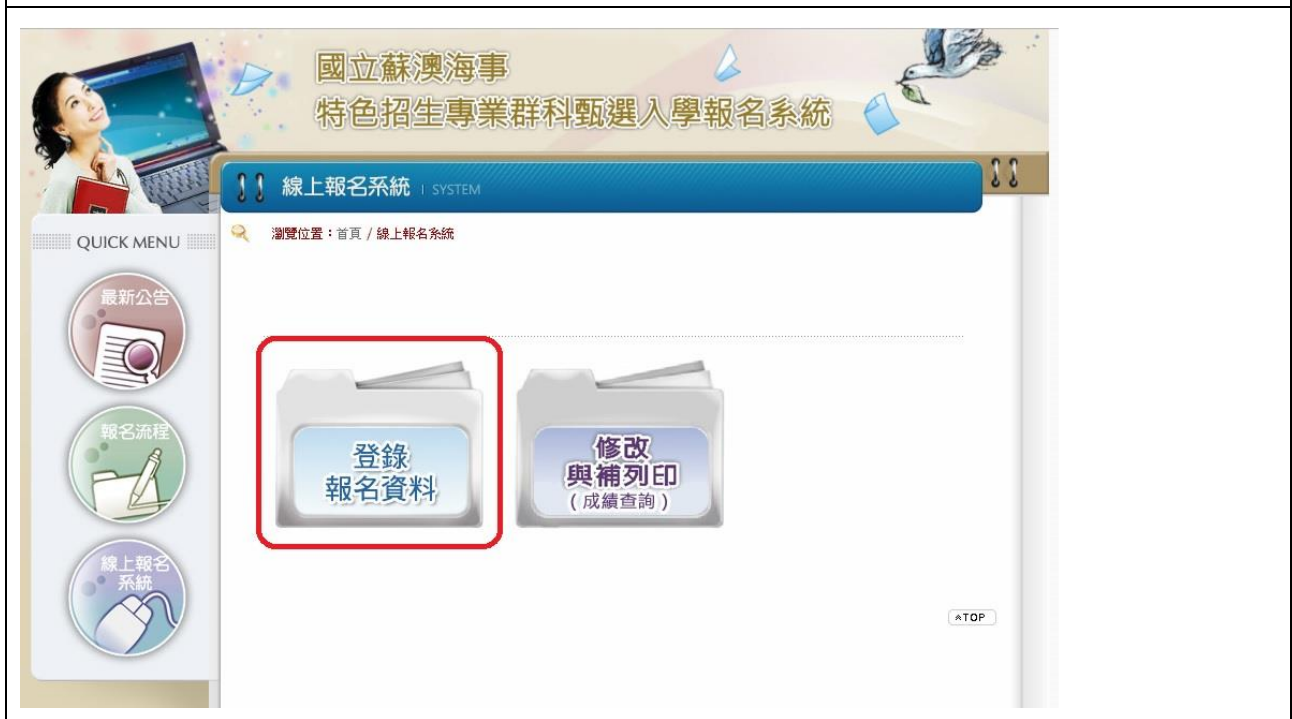 國立蘇澳海事
特色招生專業群科甄選入學報名系統
線上報名系統 | SYSTEM
QUICK MENU
瀏覽位置：首頁 / 線上報名系統
最新公告
報名流程
線上報名
系統
登錄
報名資料
修改
與補列印
(成績查詢)
TOP